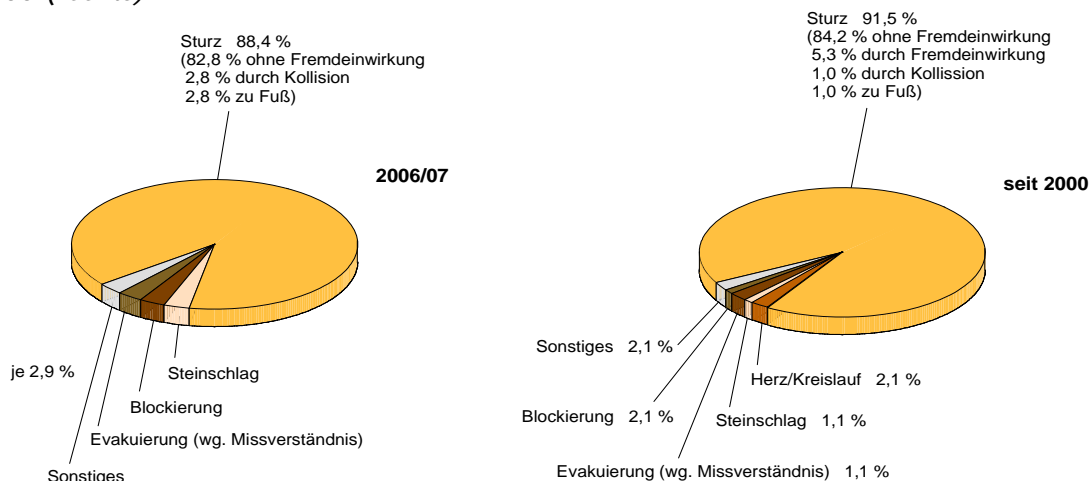 Sturz 88,4 %
(82,8 % ohne Fremdeinwirkung
2,8 % durch Kollision
2,8 % zu Fuß)
2006/07
je 2,9 %
Steinschlag
Blockierung
Evakuierung (wg. Missverständnis)
Sonstiges
Sturz 91,5 %
(84,2 % ohne Fremdeinwirkung
5,3 % durch Fremdeinwirkung
1,0 % durch Kollission
1,0 % zu Fuß)
seit 2000
Sonstiges 2,1 %
Herz/Kreislauf 2,1 %
Blockierung 2,1 %
Steinschlag 1,1 %
Evakuierung (wg. Missverständnis) 1,1 %